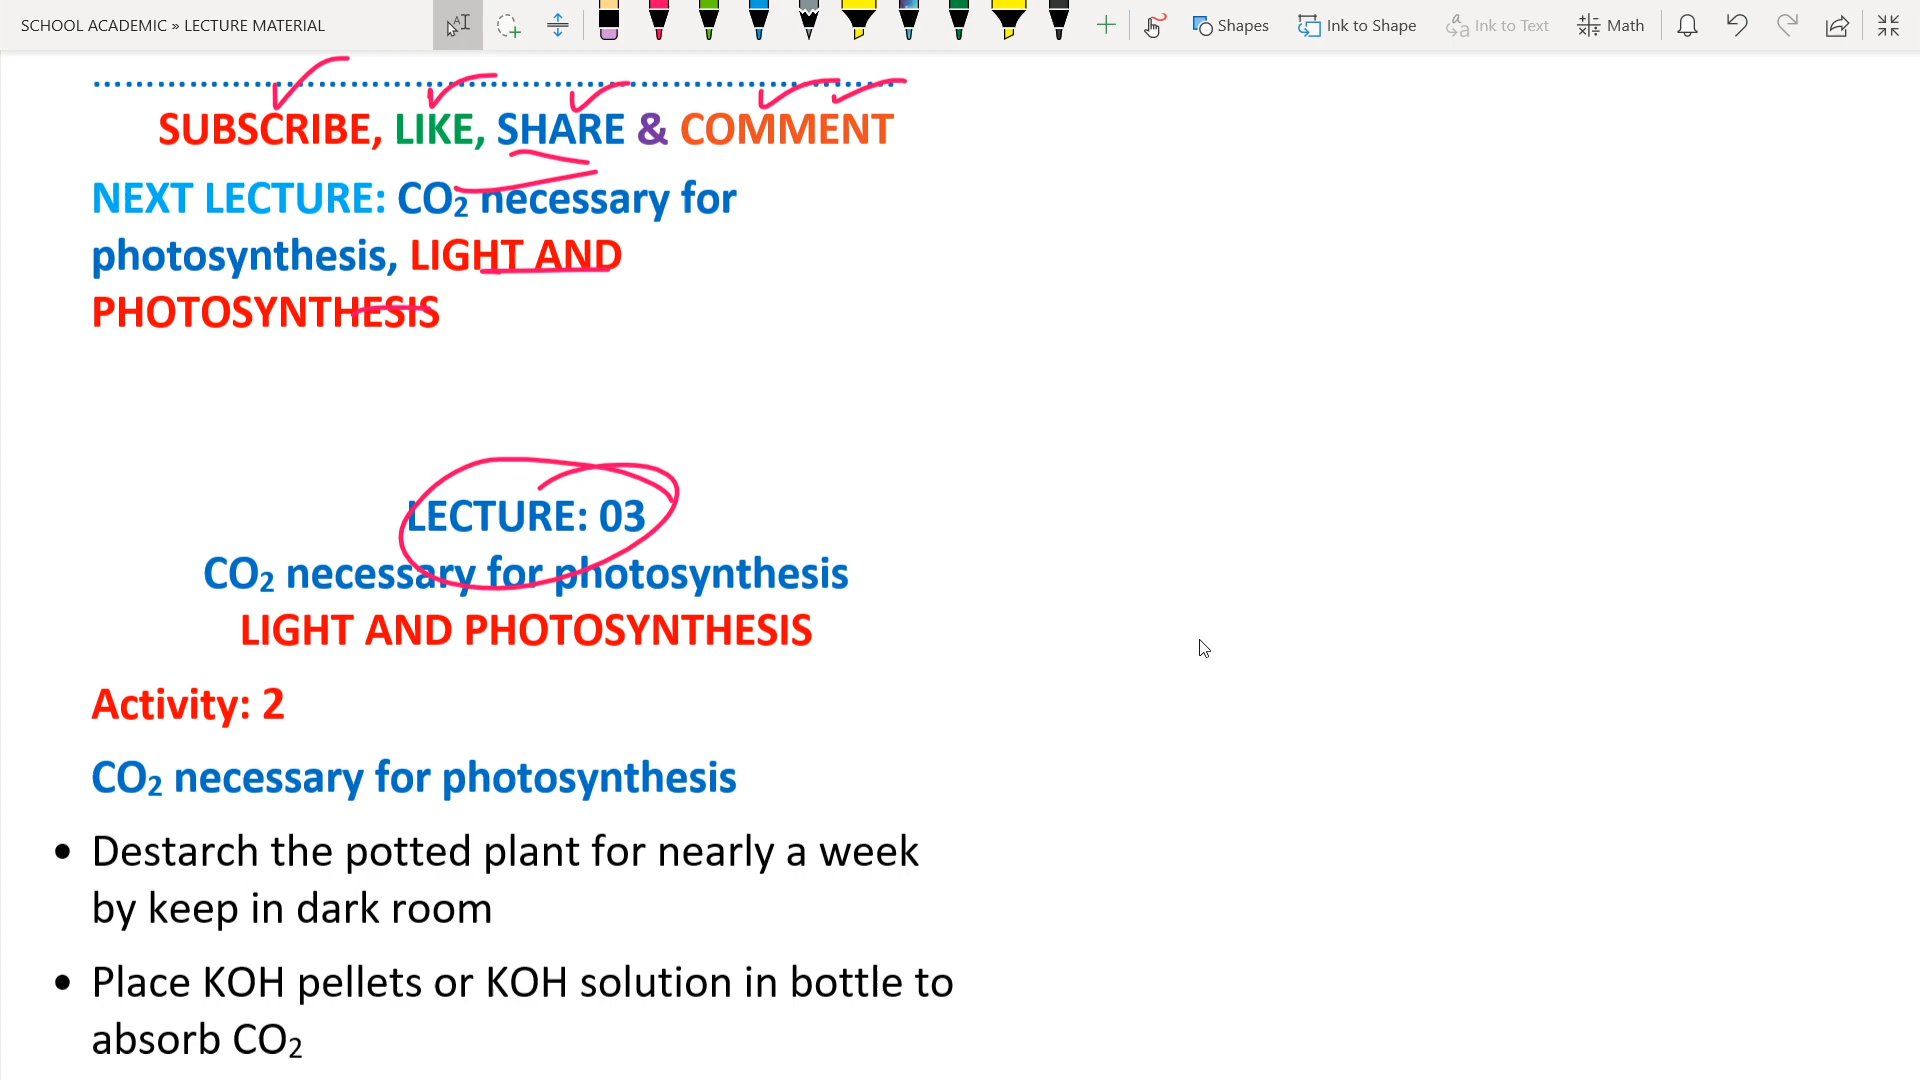 SCHOOL ACADEMIC » LECTURE MATERIAL
Shapes
Ink to Shape
Ink to Text
Math
SUBSCRIBE, LIKE, SHARE & COMMENT
NEXT LECTURE: CO₂ necessary for
photosynthesis, LIGHT AND
PHOTOSYNTHESIS
LECTURE: 03
CO₂ necessary for photosynthesis
LIGHT AND PHOTOSYNTHESIS
Activity: 2
CO₂ necessary for photosynthesis
• Destarch the potted plant for nearly a week
by keep in dark room
• Place KOH pellets or KOH solution in bottle to
absorb CO₂